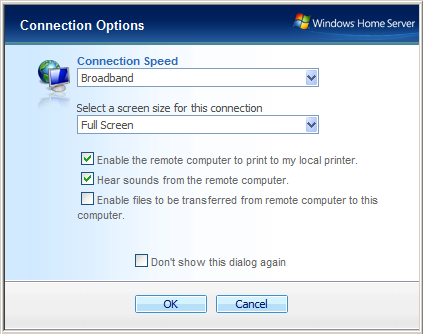 Connection Options
Windows Home Server
Connection Speed
Broadband
Select a screen size for this connection
Full Screen
Enable the remote computer to print to my local printer.
Hear sounds from the remote computer.
Enable files to be transferred from remote computer to this
computer.
Don't show this dialog again
OK
Cancel